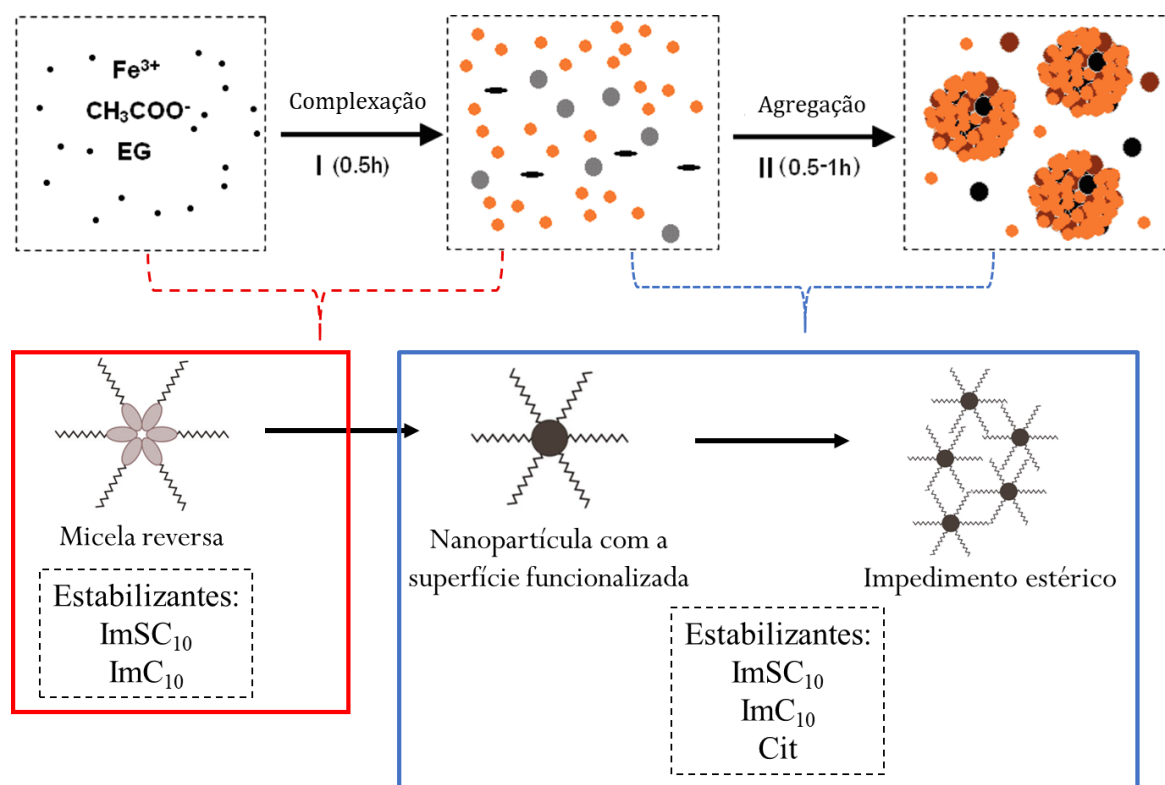 Fe³⁺
CH₃COO⁻
EG
Complexação
I (0.5h)
Agregação
II (0.5-1h)
Micela reversa
Estabilizantes:
ImSC₁₀
ImC₁₀
Nanopartícula com a
superfície funcionalizada
Impedimento estérico
Estabilizantes:
ImSC₁₀
ImC₁₀
Cit